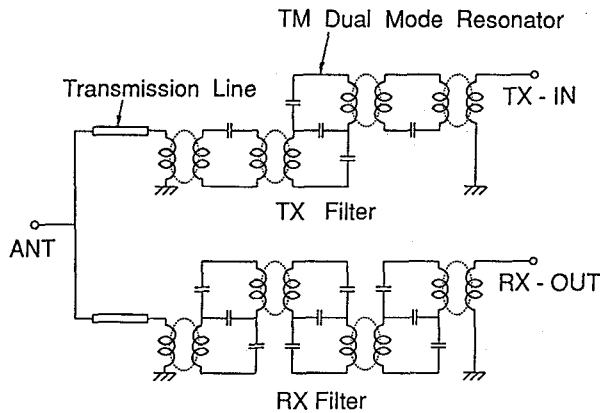 TM Dual Mode Resonator
Transmission Line
TX - IN
TX Filter
ANT
RX - OUT
RX Filter